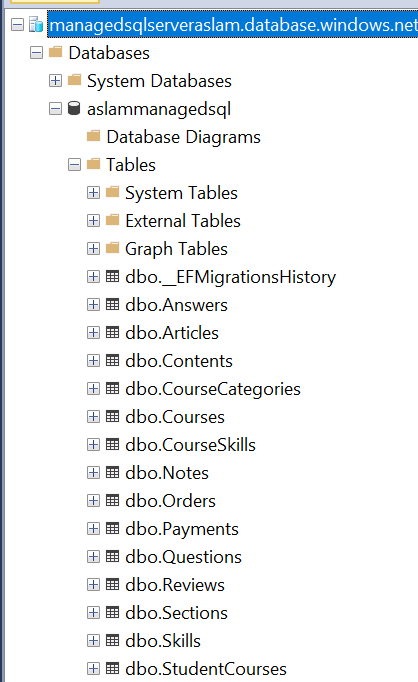 managedsqlserveraslam.database.windows.net
Databases
System Databases
aslammanagedsql
Database Diagrams
Tables
System Tables
External Tables
Graph Tables
dbo.__EFMigrationsHistory
dbo.Answers
dbo.Articles
dbo.Contents
dbo.CourseCategories
dbo.Courses
dbo.CourseSkills
dbo.Notes
dbo.Orders
dbo.Payments
dbo.Questions
dbo.Reviews
dbo.Sections
dbo.Skills
dbo.StudentCourses